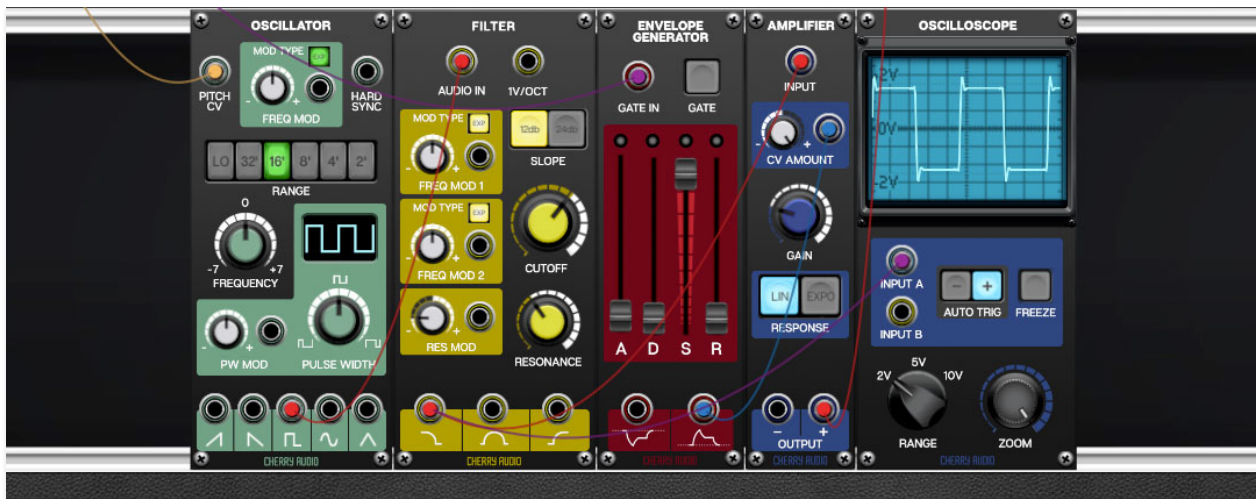 OSCILLATOR
MOD TYPE
EXP
PITCH
CV
- +
FREQ MOD
HARD
SYNC
LO 32' 16' 8' 4' 2'
RANGE
0
-7 +7
FREQUENCY
- +
PW MOD
PULSE WIDTH
CHERRY AUDIO
FILTER
AUDIO IN
1V/OCT
MOD TYPE
EXP
- +
FREQ MOD 1
12db 24db
SLOPE
MOD TYPE
EXP
- +
FREQ MOD 2
CUTOFF
- +
RES MOD
RESONANCE
CHERRY AUDIO
ENVELOPE
GENERATOR
GATE IN
GATE
A D S R
CHERRY AUDIO
AMPLIFIER
INPUT
- +
CV AMOUNT
GAIN
LIN EXPO
RESPONSE
- +
OUTPUT
CHERRY AUDIO
OSCILLOSCOPE
+2V
-0V
-2V
INPUT A
INPUT B
- +
AUTO TRIG
FREEZE
2V 5V 10V
RANGE
ZOOM
CHERRY AUDIO